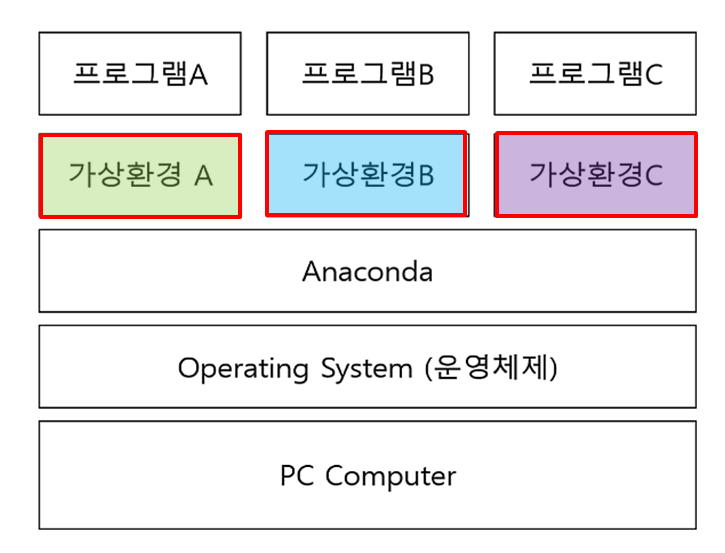 프로그램A
프로그램B
프로그램C
가상환경 A
가상환경B
가상환경C
Anaconda
Operating System (운영체제)
PC Computer